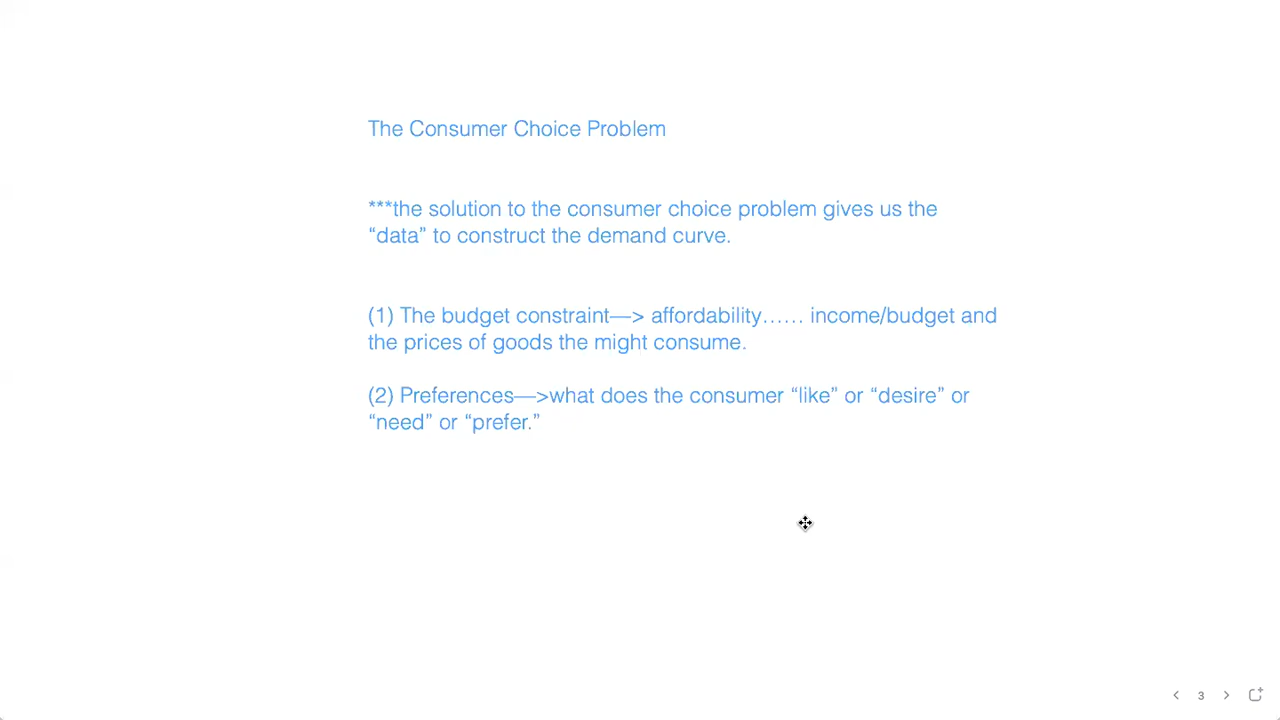 The Consumer Choice Problem
***the solution to the consumer choice problem gives us the
“data” to construct the demand curve.
(1) The budget constraint—> affordability…… income/budget and
the prices of goods the might consume.
(2) Preferences—>what does the consumer “like” or “desire” or
“need” or “prefer.”
3